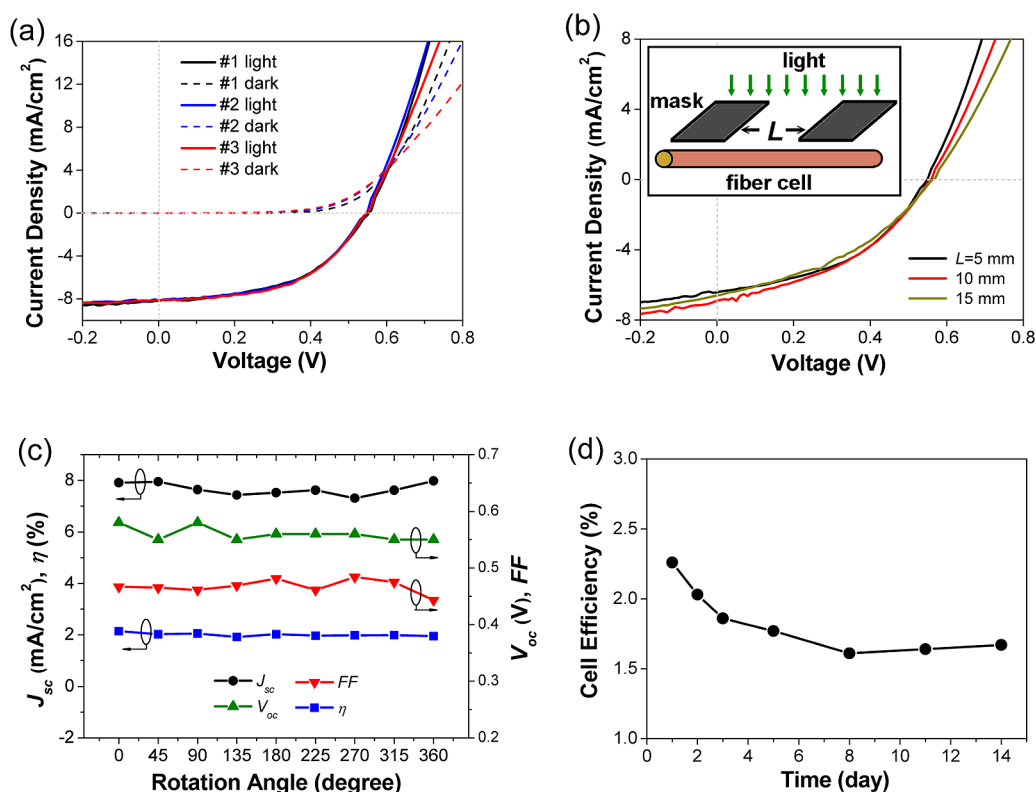 (a)
Current Density (mA/cm²)
16
12
8
4
0
-4
-8
#1 light
#1 dark
#2 light
#2 dark
#3 light
#3 dark
-0.2 0.0 0.2 0.4 0.6 0.8
Voltage (V)
(b)
Current Density (mA/cm²)
8
4
0
-4
-8
light
mask
L
fiber cell
L=5 mm
10 mm
15 mm
-0.2 0.0 0.2 0.4 0.6 0.8
Voltage (V)
(c)
J_sc (mA/cm²), η (%)
8
6
4
2
0
-2
0.7
0.6
0.5
0.4
0.3
0.2
V_oc (V), FF
J_sc FF
V_oc η
0 45 90 135 180 225 270 315 360
Rotation Angle (degree)
(d)
Cell Efficiency (%)
3.0
2.5
2.0
1.5
1.0
0 2 4 6 8 10 12 14
Time (day)